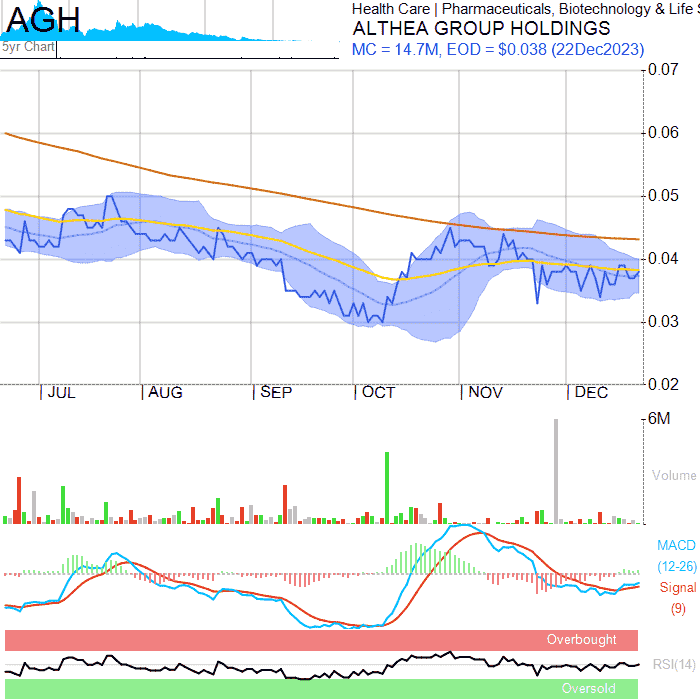 AGH
5yr Chart
Health Care | Pharmaceuticals, Biotechnology & Life S
ALTHEA GROUP HOLDINGS
MC = 14.7M, EOD = $0.038 (22Dec2023)
0.07
0.06
0.05
0.04
0.03
0.02
JUL AUG SEP OCT NOV DEC
6M
Volume
MACD
(12-26)
Signal
(9)
Overbought
RSI(14)
Oversold